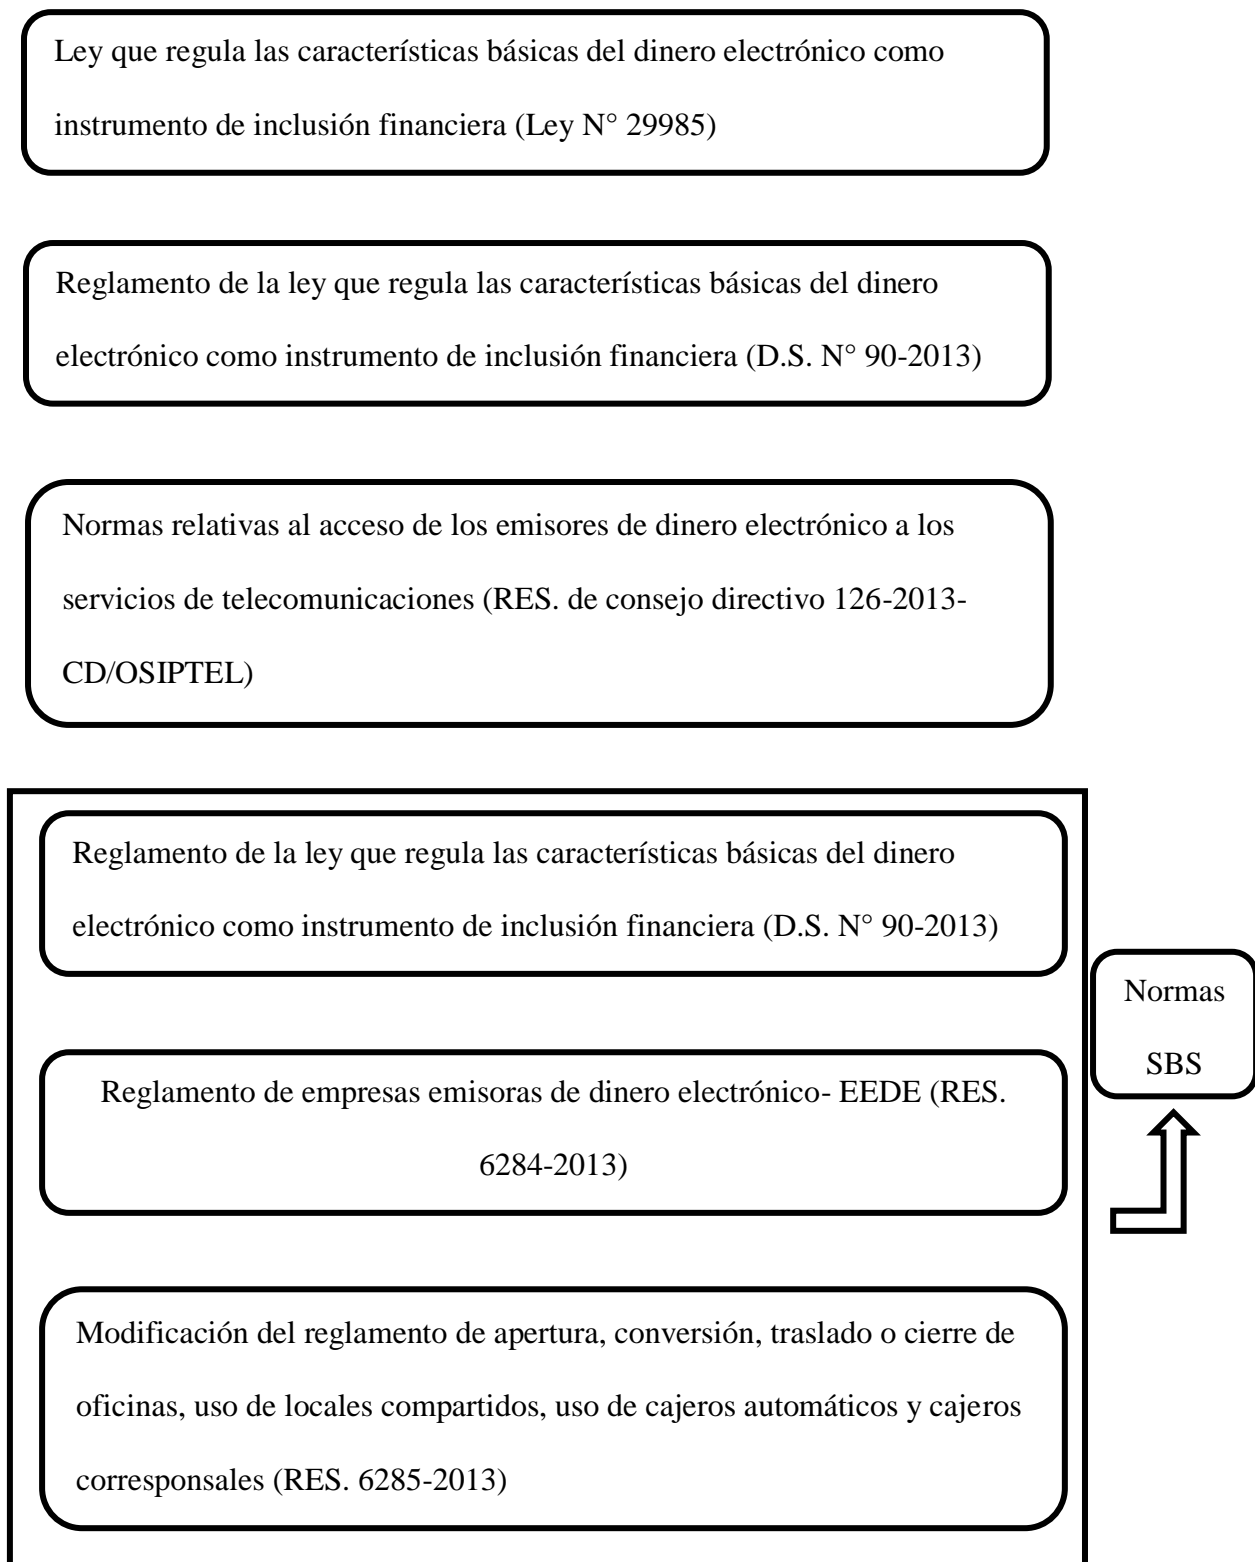 Ley que regula las características básicas del dinero electrónico como
instrumento de inclusión financiera (Ley N° 29985)
Reglamento de la ley que regula las características básicas del dinero
electrónico como instrumento de inclusión financiera (D.S. N° 90-2013)
Normas relativas al acceso de los emisores de dinero electrónico a los
servicios de telecomunicaciones (RES. de consejo directivo 126-2013-
CD/OSIPTEL)
Reglamento de la ley que regula las características básicas del dinero
electrónico como instrumento de inclusión financiera (D.S. N° 90-2013)
Reglamento de empresas emisoras de dinero electrónico- EEDE (RES.
6284-2013)
Modificación del reglamento de apertura, conversión, traslado o cierre de
oficinas, uso de locales compartidos, uso de cajeros automáticos y cajeros
corresponsales (RES. 6285-2013)
Normas
SBS